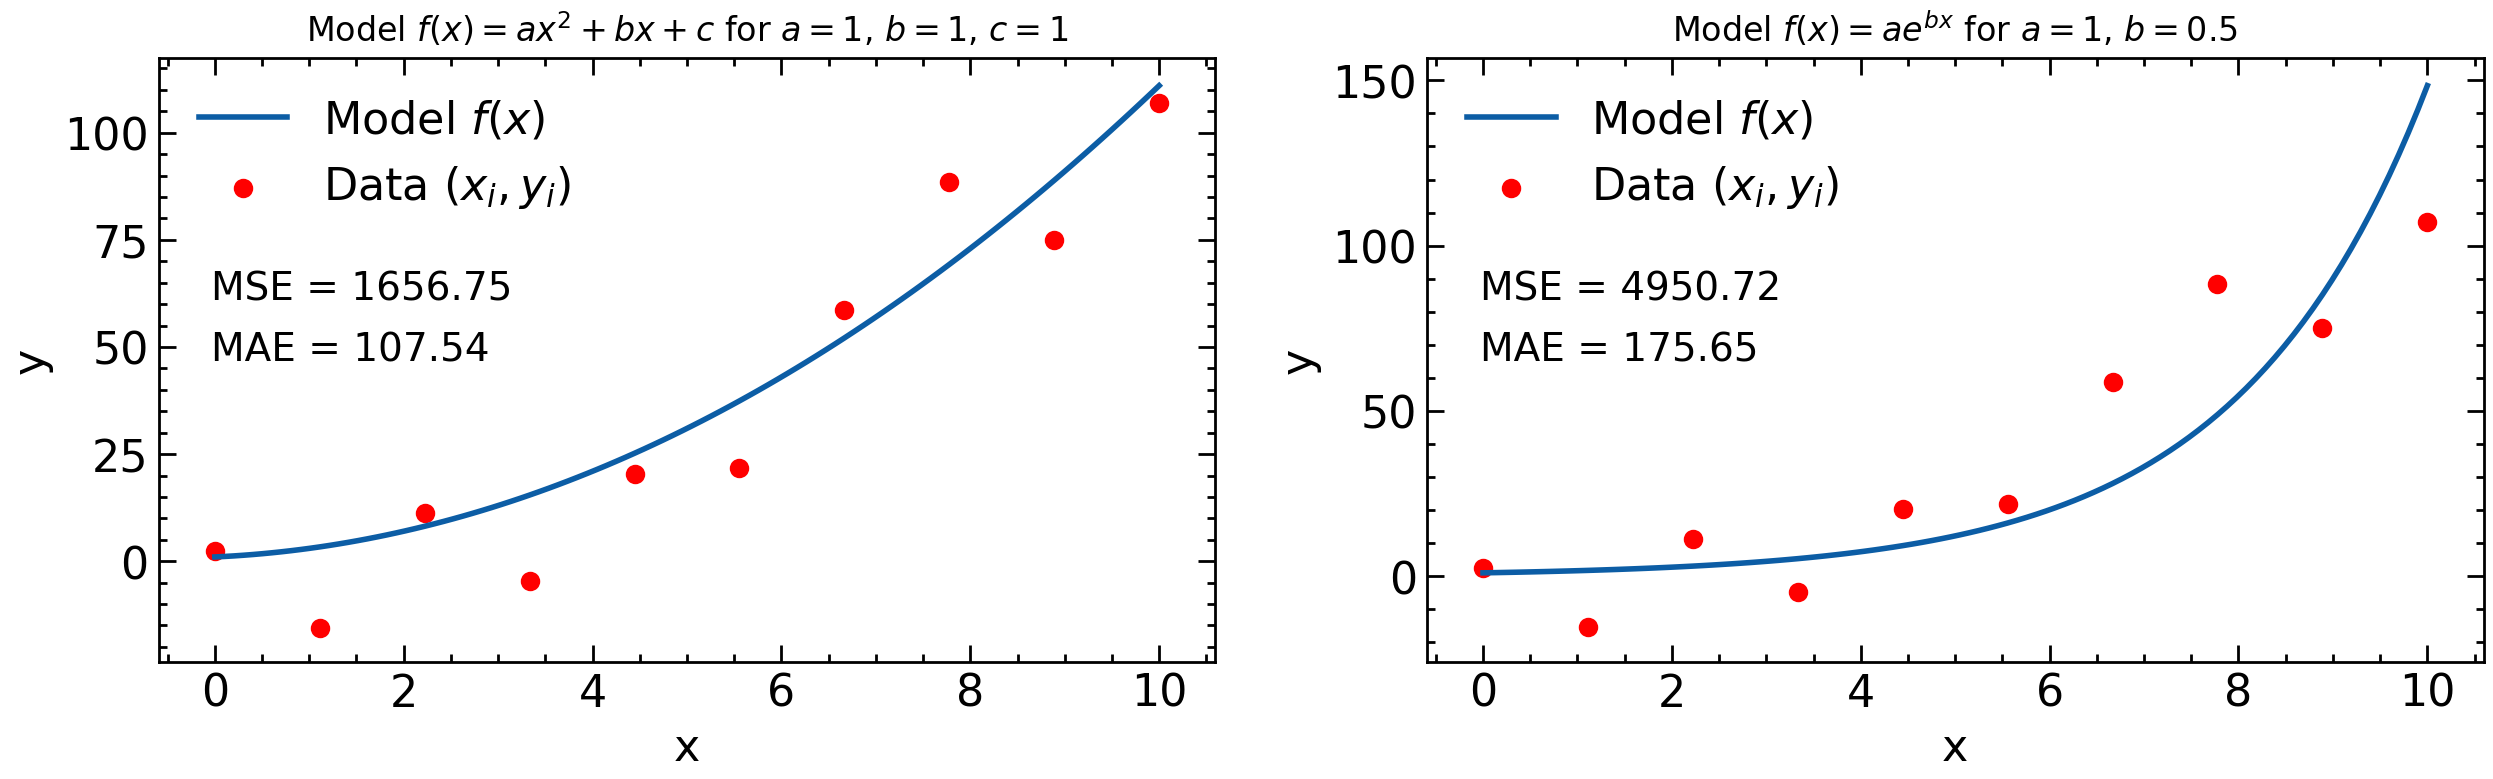 Model f(x) = ax² + bx + c for a = 1, b = 1, c = 1
Model f(x)
Data (xᵢ, yᵢ)
MSE = 1656.75
MAE = 107.54
100
75
50
25
0
y
0 2 4 6 8 10
x
Model f(x) = ae^{bx} for a = 1, b = 0.5
Model f(x)
Data (xᵢ, yᵢ)
MSE = 4950.72
MAE = 175.65
150
100
50
0
y
0 2 4 6 8 10
x